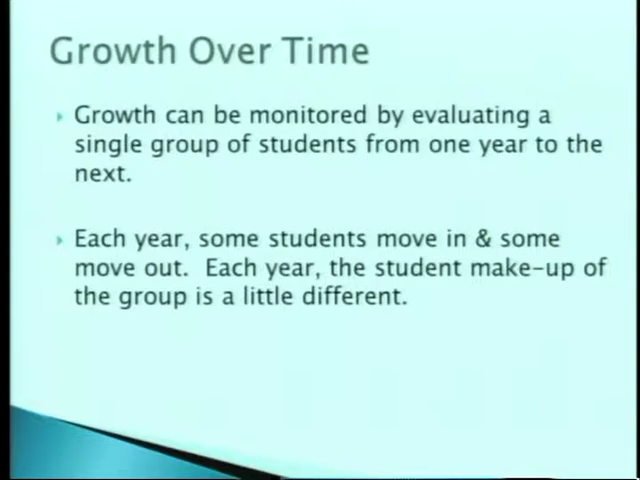 Growth Over Time
Growth can be monitored by evaluating a
single group of students from one year to the
next.
Each year, some students move in & some
move out.  Each year, the student make-up of
the group is a little different.